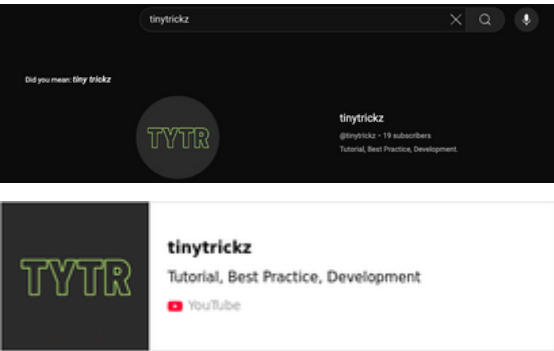 tinytrickz
Did you mean: tiny trickz
TYTR
tinytrickz
@tinytrickz • 19 subscribers
Tutorial, Best Practice, Development.
TYTR
tinytrickz
Tutorial, Best Practice, Development
YouTube